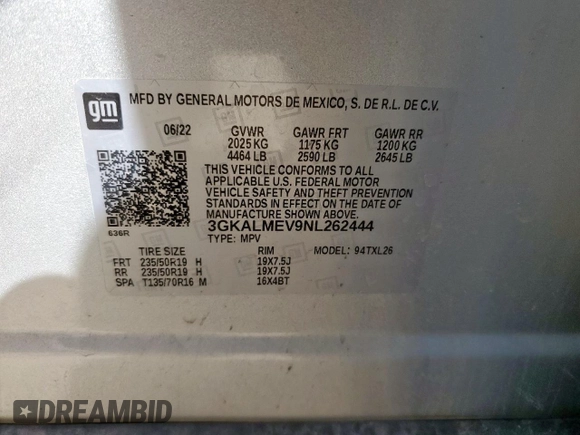 gm
MFD BY GENERAL MOTORS DE MEXICO, S. DE R.L. DE C.V.
06/22 GVWR GAWR FRT GAWR RR
2025 KG 1175 KG 1200 KG
4464 LB 2590 LB 2645 LB
THIS VEHICLE CONFORMS TO ALL
APPLICABLE U.S. FEDERAL MOTOR
VEHICLE SAFETY AND THEFT PREVENTION
STANDARDS IN EFFECT ON THE DATE OF
MANUFACTURE SHOWN ABOVE.
636R 3GKALMEV9NL262444
TYPE: MPV MODEL: 94TXL26
TIRE SIZE RIM
FRT 235/50R19 H 19X7.5J
RR 235/50R19 H 19X7.5J
SPA T135/70R16 M 16X4BT
DREAMBID